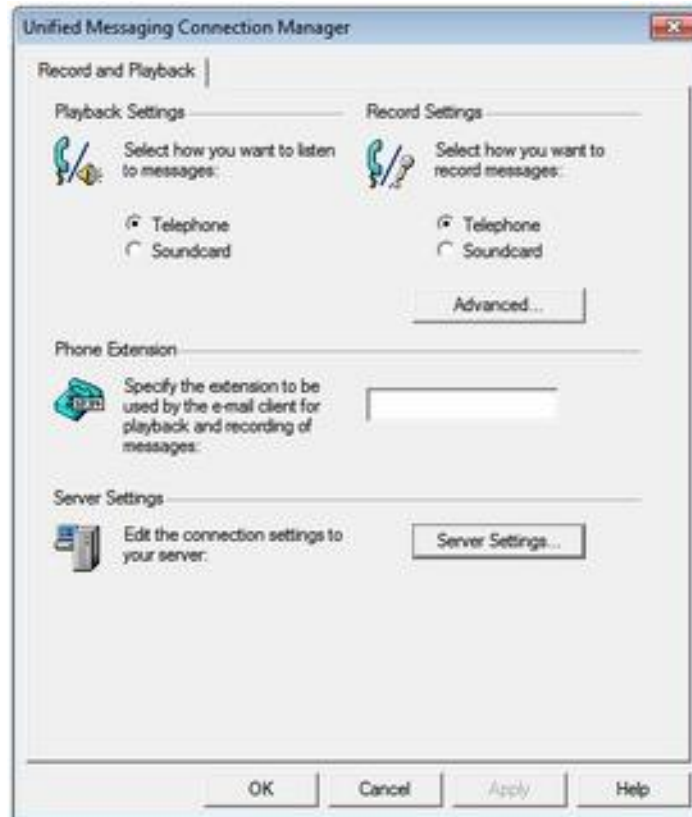 Unified Messaging Connection Manager
Record and Playback
Playback Settings
Select how you want to listen
to messages:
Telephone
Soundcard
Record Settings
Select how you want to
record messages:
Telephone
Soundcard
Advanced...
Phone Extension
Specify the extension to be
used by the e-mail client for
playback and recording of
messages:
Server Settings
Edit the connection settings to
your server:
Server Settings...
OK
Cancel
Apply
Help